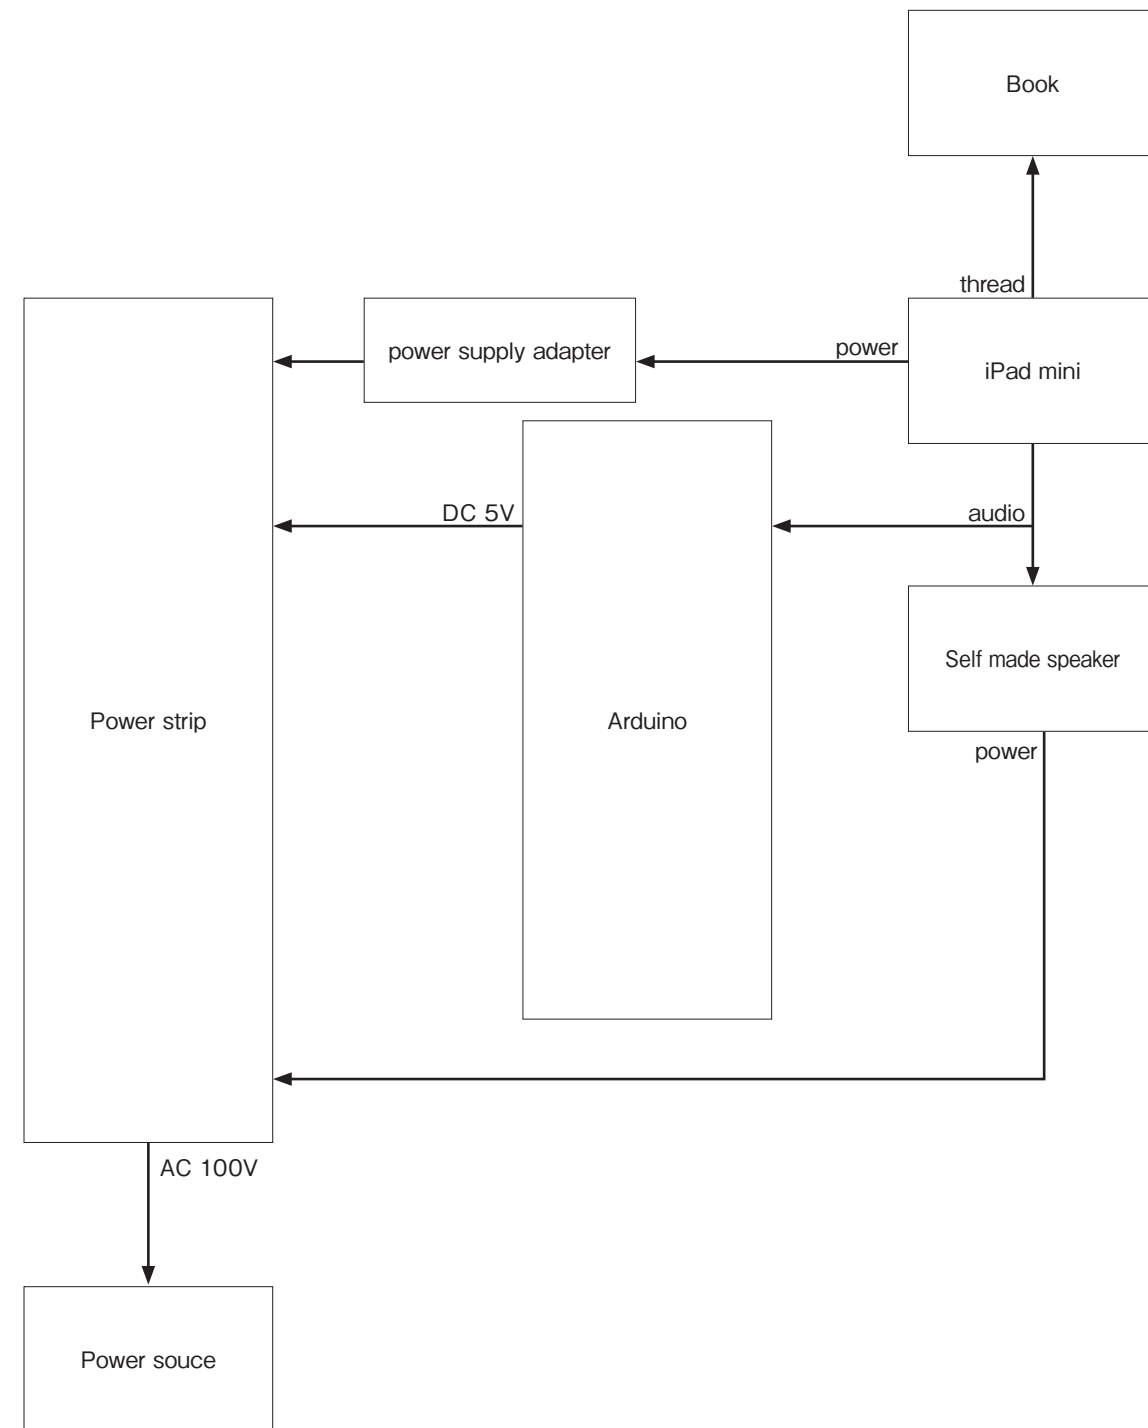 Book
thread
power supply adapter
power
iPad mini
DC 5V
audio
Self made speaker
Power strip
Arduino
power
AC 100V
Power souce